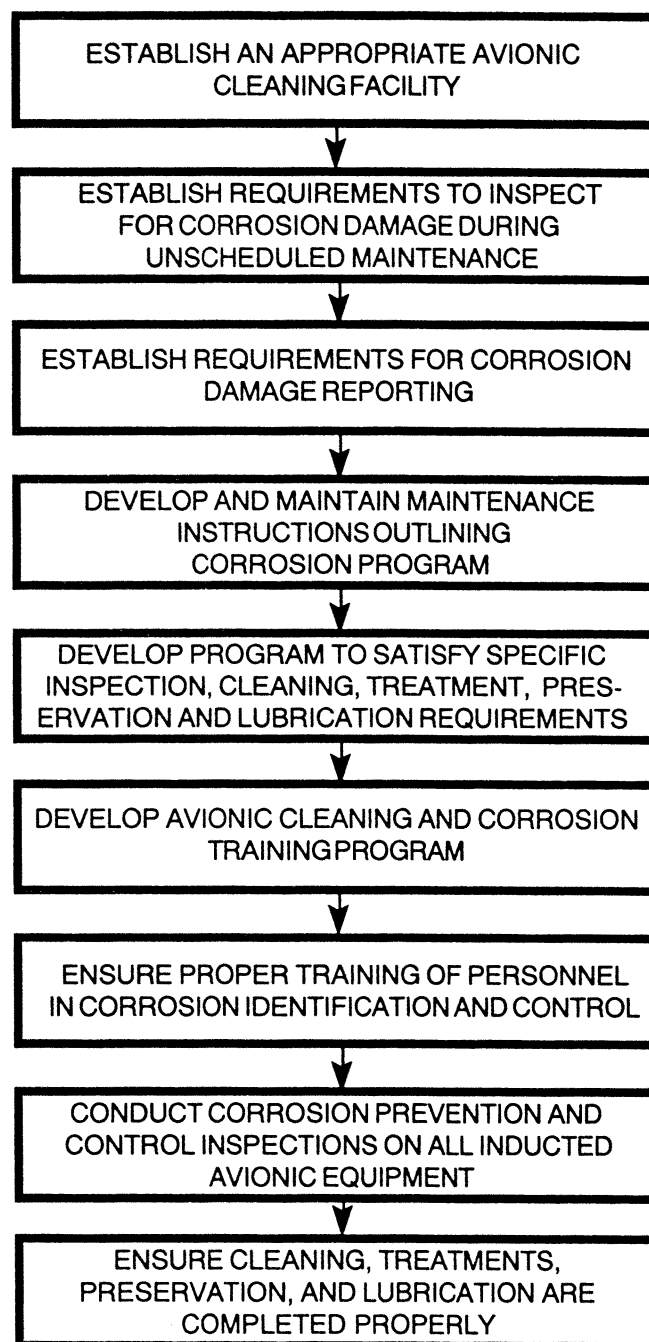 ESTABLISH AN APPROPRIATE AVIONIC
CLEANING FACILITY
ESTABLISH REQUIREMENTS TO INSPECT
FOR CORROSION DAMAGE DURING
UNSCHEDULED MAINTENANCE
ESTABLISH REQUIREMENTS FOR CORROSION
DAMAGE REPORTING
DEVELOP AND MAINTAIN MAINTENANCE
INSTRUCTIONS OUTLINING
CORROSION PROGRAM
DEVELOP PROGRAM TO SATISFY SPECIFIC
INSPECTION, CLEANING, TREATMENT, PRES-
ERVATION AND LUBRICATION REQUIREMENTS
DEVELOP AVIONIC CLEANING AND CORROSION
TRAINING PROGRAM
ENSURE PROPER TRAINING OF PERSONNEL
IN CORROSION IDENTIFICATION AND CONTROL
CONDUCT CORROSION PREVENTION AND
CONTROL INSPECTIONS ON ALL INDUCTED
AVIONIC EQUIPMENT
ENSURE CLEANING, TREATMENTS,
PRESERVATION, AND LUBRICATION ARE
COMPLETED PROPERLY